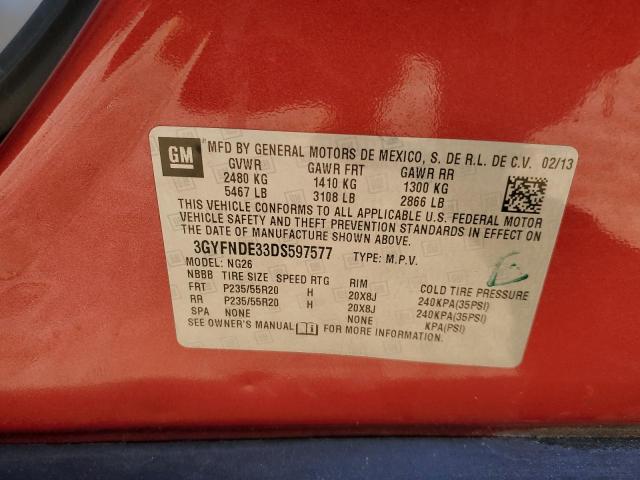 GM MFD BY GENERAL MOTORS DE MEXICO, S. DE R.L. DE C.V. 02/13
GVWR GAWR FRT GAWR RR
2480 KG 1410 KG 1300 KG
5467 LB 3108 LB 2866 LB
THIS VEHICLE CONFORMS TO ALL APPLICABLE U.S. FEDERAL MOTOR
VEHICLE SAFETY AND THEFT PREVENTION STANDARDS IN EFFECT ON
THE DATE OF MANUFACTURE SHOWN ABOVE.
3GYFNDE33DS597577 TYPE: M.P.V.
MODEL: NG26
NBBB TIRE SIZE SPEED RTG RIM COLD TIRE PRESSURE
FRT P235/55R20 H 20X8J 240KPA(35PSI)
RR P235/55R20 H 20X8J 240KPA(35PSI)
SPA NONE NONE KPA(PSI)
SEE OWNER'S MANUAL FOR MORE INFORMATION.